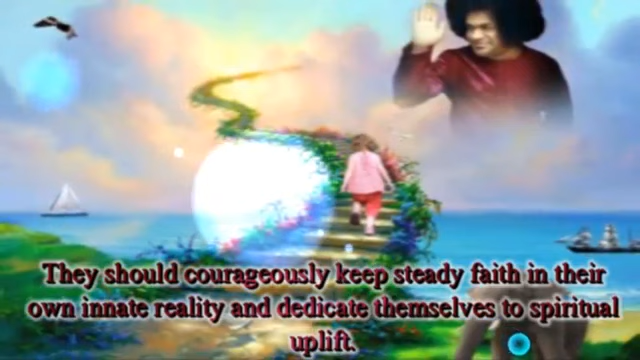 They should courageously keep steady faith in their
own innate reality and dedicate themselves to spiritual
uplift.